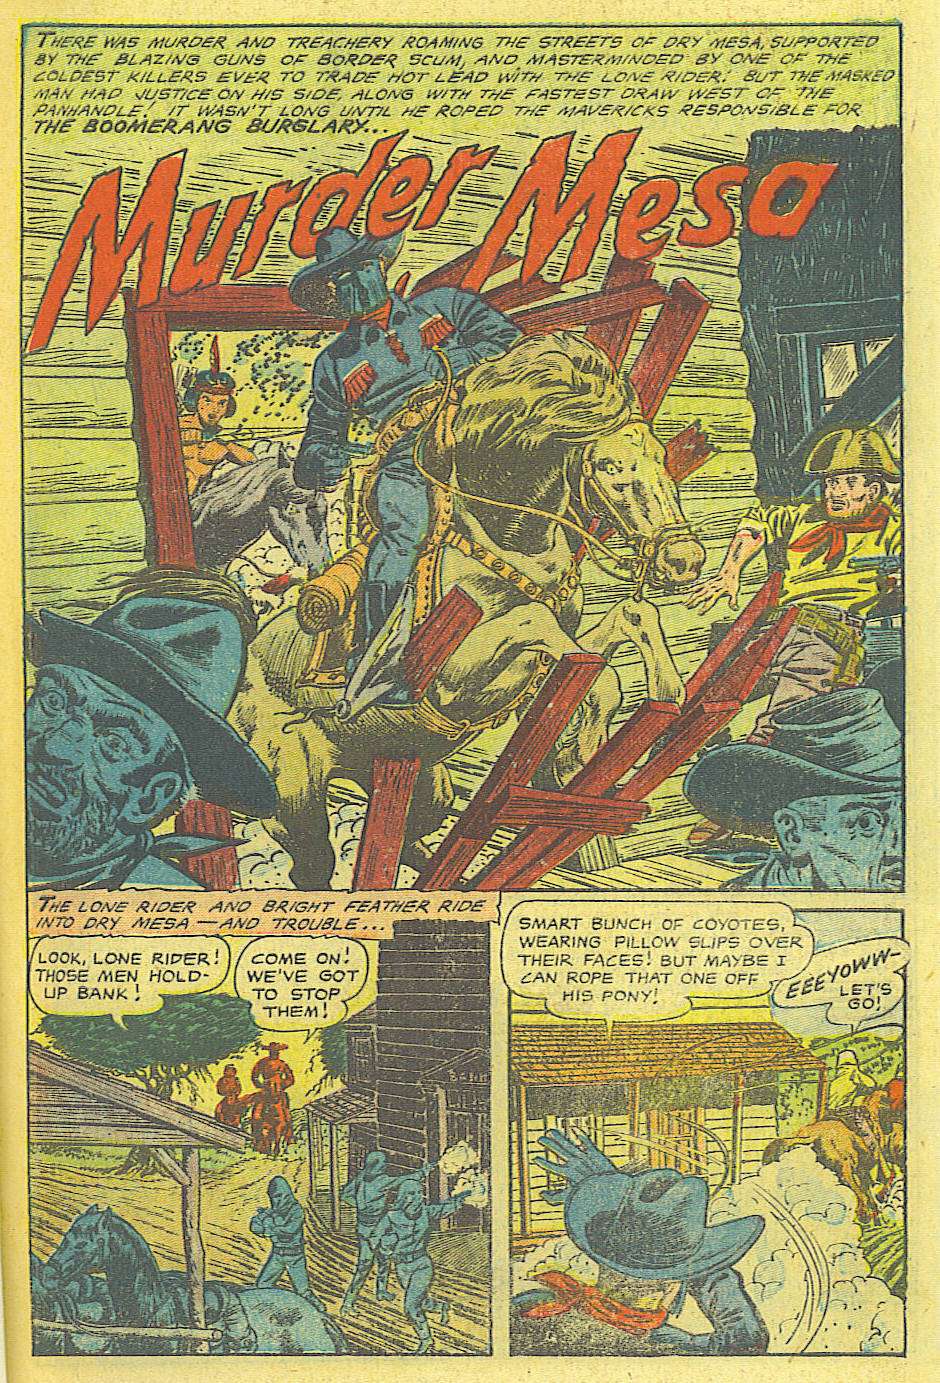 THERE WAS MURDER AND TREACHERY ROAMING THE STREETS OF DRY MESA, SUPPORTED
BY THE BLAZING GUNS OF BORDER SCUM, AND MASTERMINDED BY ONE OF THE
COLDEST KILLERS EVER TO TRADE HOT LEAD WITH THE LONE RIDER! BUT THE MASKED
MAN HAD JUSTICE ON HIS SIDE, ALONG WITH THE FASTEST DRAW WEST OF THE
PANHANDLE! IT WASN'T LONG UNTIL HE ROPED THE MAVERICKS RESPONSIBLE FOR
THE BOOMERANG BURGLARY...
Murder Mesa
THE LONE RIDER AND BRIGHT FEATHER RIDE
INTO DRY MESA — AND TROUBLE...
LOOK, LONE RIDER!
THOSE MEN HOLD-
UP BANK!
COME ON!
WE'VE GOT
TO STOP
THEM!
SMART BUNCH OF COYOTES,
WEARING PILLOW SLIPS OVER
THEIR FACES! BUT MAYBE I
CAN ROPE THAT ONE OFF
HIS PONY!
EEEYOWW-
LET'S
GO!